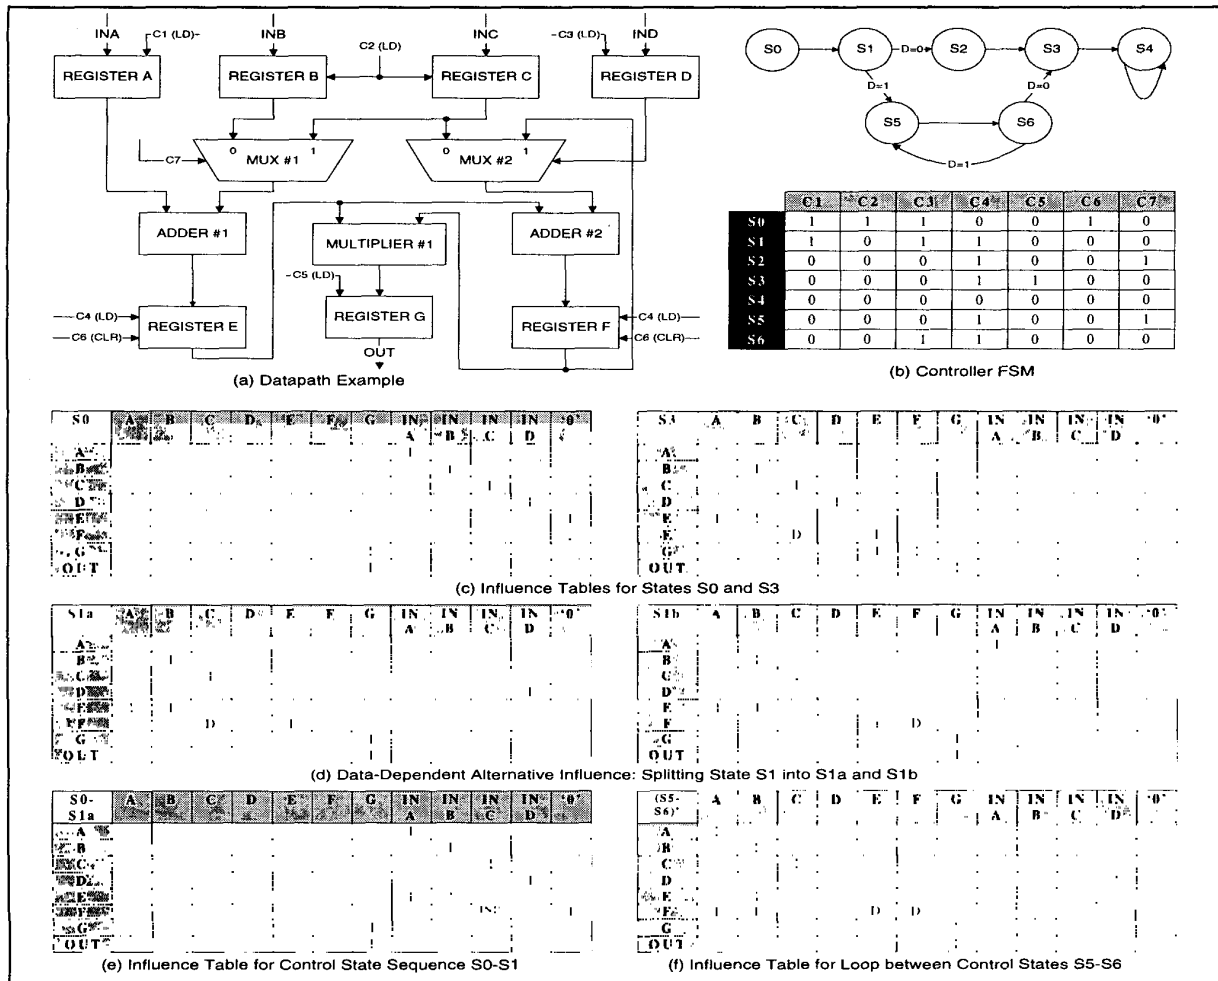 INA C1 (LD) INB C2 (LD) INC C3 (LD) IND
REGISTER A REGISTER B REGISTER C REGISTER D
0 1 0 1
C7 MUX #1 MUX #2
ADDER #1 MULTIPLIER #1 ADDER #2
C5 (LD)
C4 (LD) REGISTER E REGISTER G REGISTER F C4 (LD)
C6 (CLR) C6 (CLR)
OUT
(a) Datapath Example
S0 S1 D=0 S2 S3 S4
D=1 D=0
S5 S6
D=1
C1 C2 C3 C4 C5 C6 C7
S0 1 1 1 0 0 1 0
S1 1 0 1 1 0 0 0
S2 0 0 0 1 0 0 1
S3 0 0 0 1 1 0 0
S4 0 0 0 0 0 0 0
S5 0 0 0 1 0 0 1
S6 0 0 1 1 0 0 0
(b) Controller FSM
S0 A B C D E F G IN A IN B IN C IN D '0'
A I
B I
C I
D I
E I
F
G
OUT I
S3 A B C D E F G IN A IN B IN C IN D '0'
A
B I
C I
D I
E I I
F D I
G I
OUT
(c) Influence Tables for States S0 and S3
S1a A B C D E F G IN A IN B IN C IN D '0'
A
B I
C I
D I
E I I
F D I
G I
OUT I
S1b A B C D E F G IN A IN B IN C IN D '0'
A I
B
C
D
E I I
F I D
G I
OUT
(d) Data-Dependent Alternative Influence: Splitting State S1 into S1a and S1b
S0-S1a A B C D E F G IN A IN B IN C IN D '0'
A I
B I
C
D I
E I
F I
G
OUT
(S5-S6) A B C D E F G IN A IN B IN C IN D '0'
A
B
C
D
E
F I I D D
G
OUT
(e) Influence Table for Control State Sequence S0-S1
(f) Influence Table for Loop between Control States S5-S6